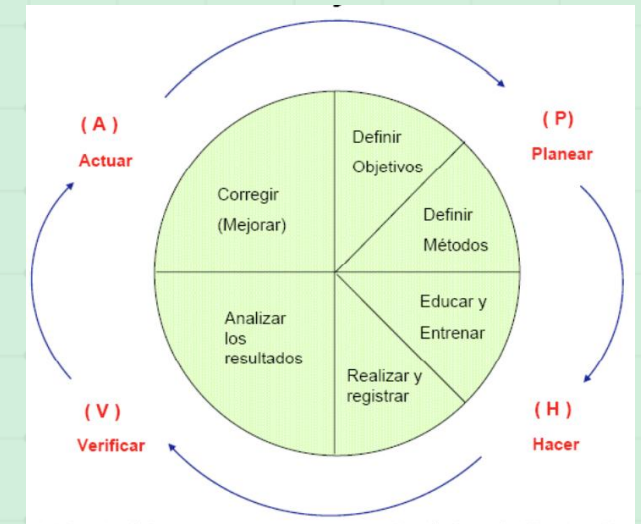 ( A )
Actuar
( P)
Planear
Definir
Objetivos
Definir
Métodos
Corregir
(Mejorar)
Educar y
Entrenar
Realizar y
registrar
Analizar
los
resultados
( H )
Hacer
( V )
Verificar